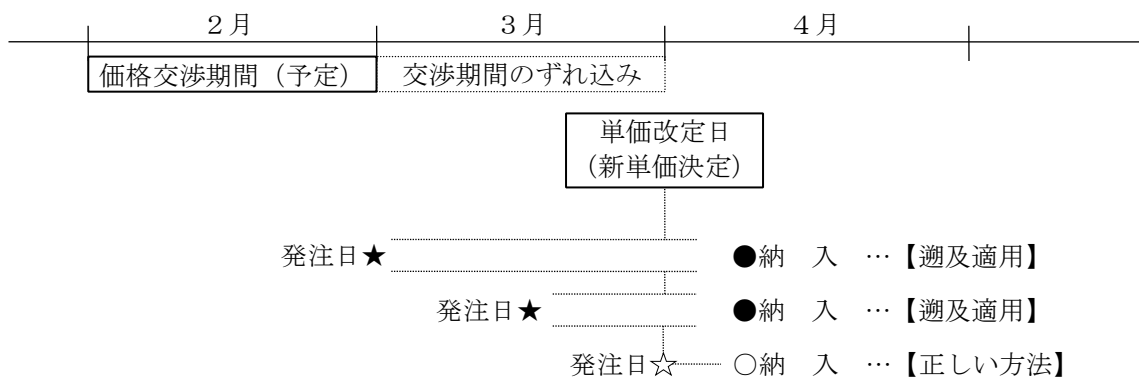 ２月 ３月 ４月
価格交渉期間（予定） 交渉期間のずれ込み
単価改定日
（新単価決定）
発注日★ ●納 入 …【遡及適用】
発注日★ ●納 入 …【遡及適用】
発注日☆ ○納 入 …【正しい方法】